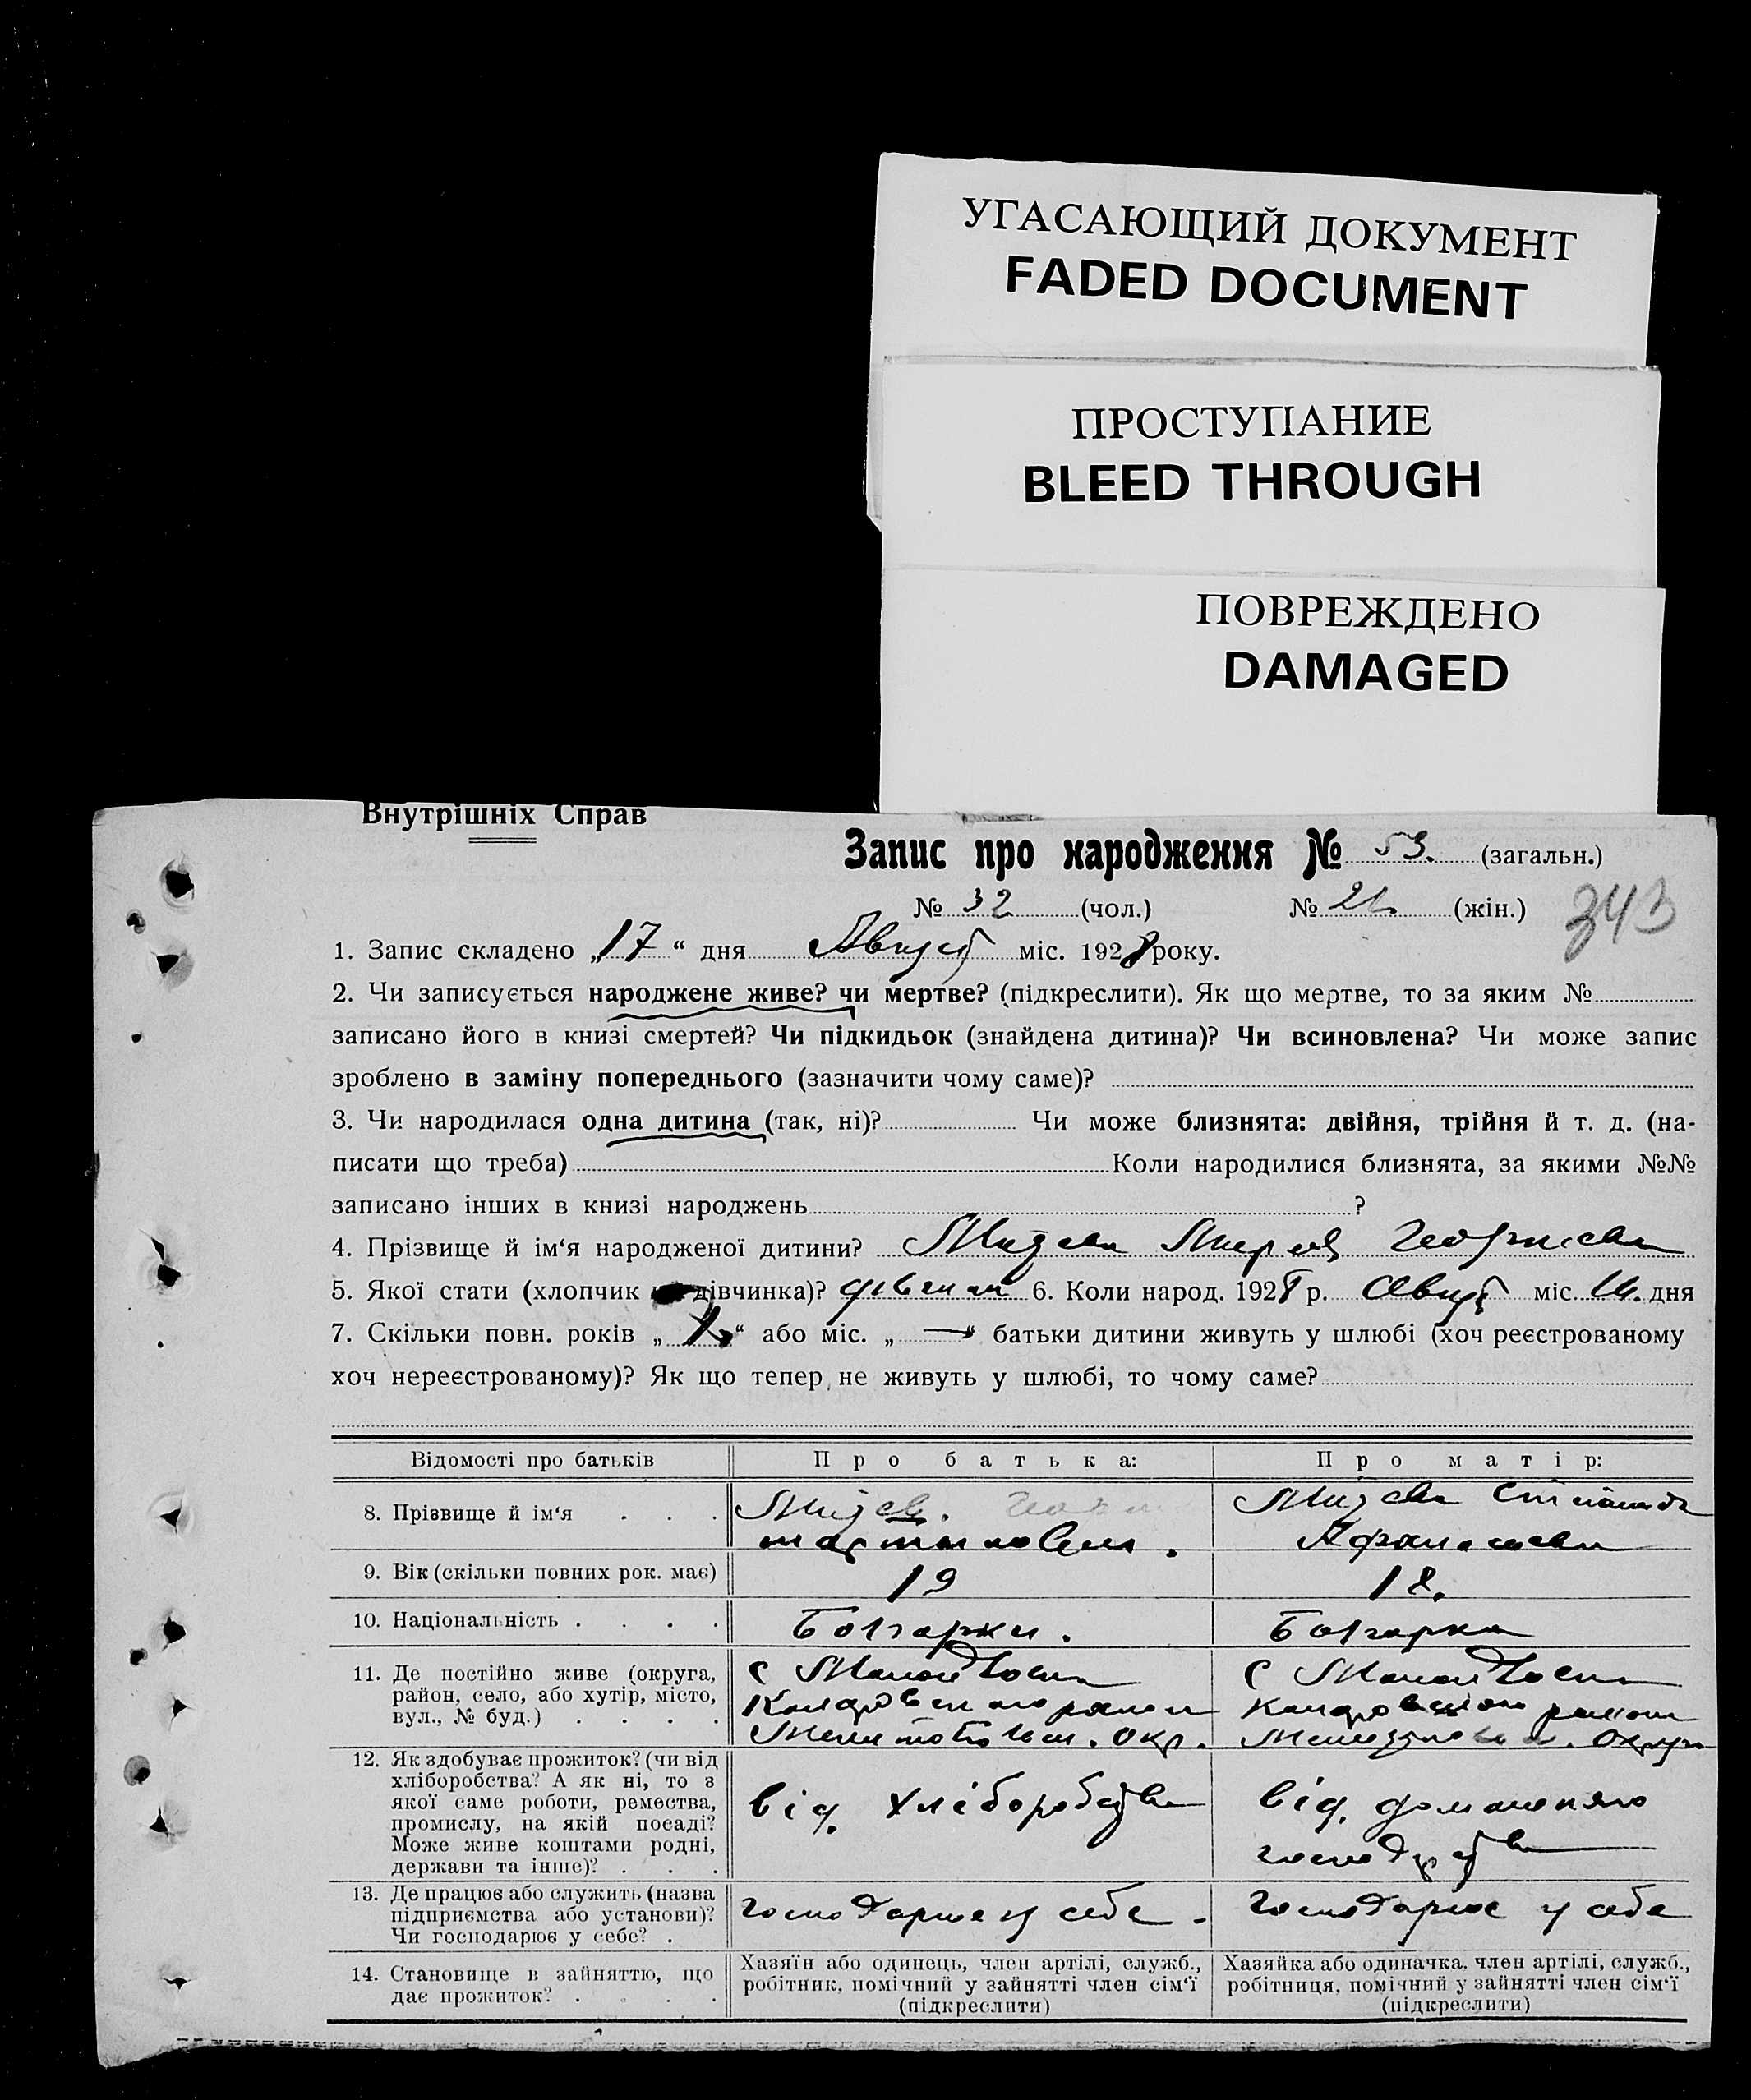 УГАСАЮЩИЙ ДОКУМЕНТ
FADED DOCUMENT
ПРОСТУПАНИЕ
BLEED THROUGH
ПОВРЕЖДЕНО
DAMAGED
Внутрішніх Справ
Запис про народження № 53. (загальн.)
№ 32 (чол.) № 21. (жін.) 343
1. Запис складено „17“ дня Август міс. 1928 року.
2. Чи записується народжене живе? чи мертве? (підкреслити). Як що мертве, то за яким №
записано його в книзі смертей? Чи підкидьок (знайдена дитина)? Чи всиновлена? Чи може запис
зроблено в заміну попереднього (зазначити чому саме)?
3. Чи народилася одна дитина (так, ні)? Чи може близнята: двійня, трійня й т. д. (на-
писати що треба) Коли народилися близнята, за якими №№
записано інших в книзі народжень ?
4. Прізвище й ім‘я народженої дитини?
5. Якої стати (хлопчик дівчинка)? 6. Коли народ. 1928 р. Август міс. дня
7. Скільки повн. років „ “ або міс. „ — “ батьки дитини живуть у шлюбі (хоч реєстрованому
хоч нереєстрованому)? Як що тепер не живуть у шлюбі, то чому саме?
Відомості про батьків Про батька: Про матір:
8. Прізвище й ім‘я . . .
9. Вік (скільки повних рок. має) 19 18.
10. Національність . . . . Болгарка
11. Де постійно живе (округа,
район, село, або хутір, місто,
вул., № буд.) . . . . с с
Окр.
12. Як здобуває прожиток? (чи від
хліборобства? А як ні, то з
якої саме роботи, ремества,
промислу, на якій посаді?
Може живе коштами родні,
держави та інше)? . . . від хліборобства від домашняго
господарства
13. Де працює або служить (назва
підприємства або установи)?
Чи господарює у себе? . господарює у себе. господарює у себе
14. Становище в зайняттю, що
дає прожиток? . . . .
Хазяїн або одинець, член артілі, служб.,
робітник, помічний у зайнятті член сім‘ї
(підкреслити)
Хазяйка або одиначка, член артілі, служб.,
робітниця, помічний у зайнятті член сім‘ї
(підкреслити)